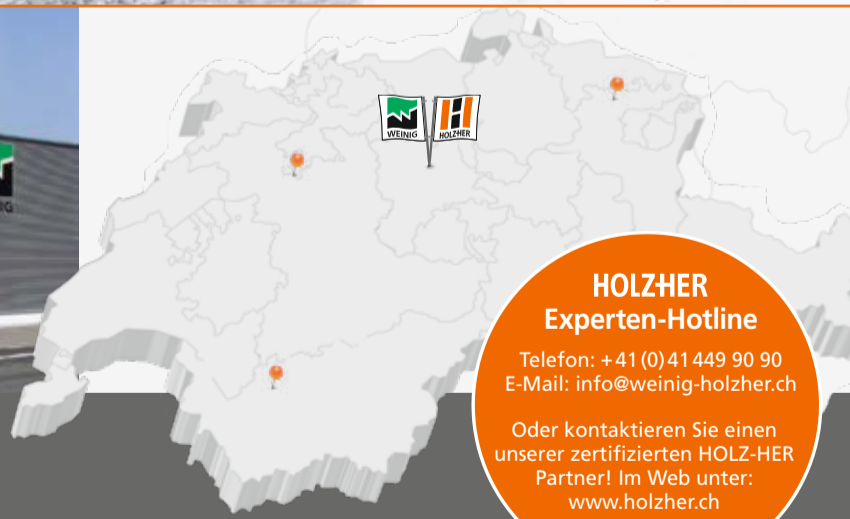 WEINIG
HOLZHER
HOLZHER
Experten-Hotline
Telefon: +41 (0) 41 449 90 90
E-Mail: info@weinig-holzher.ch
Oder kontaktieren Sie einen
unserer zertifizierten HOLZ-HER
Partner! Im Web unter:
www.holzher.ch